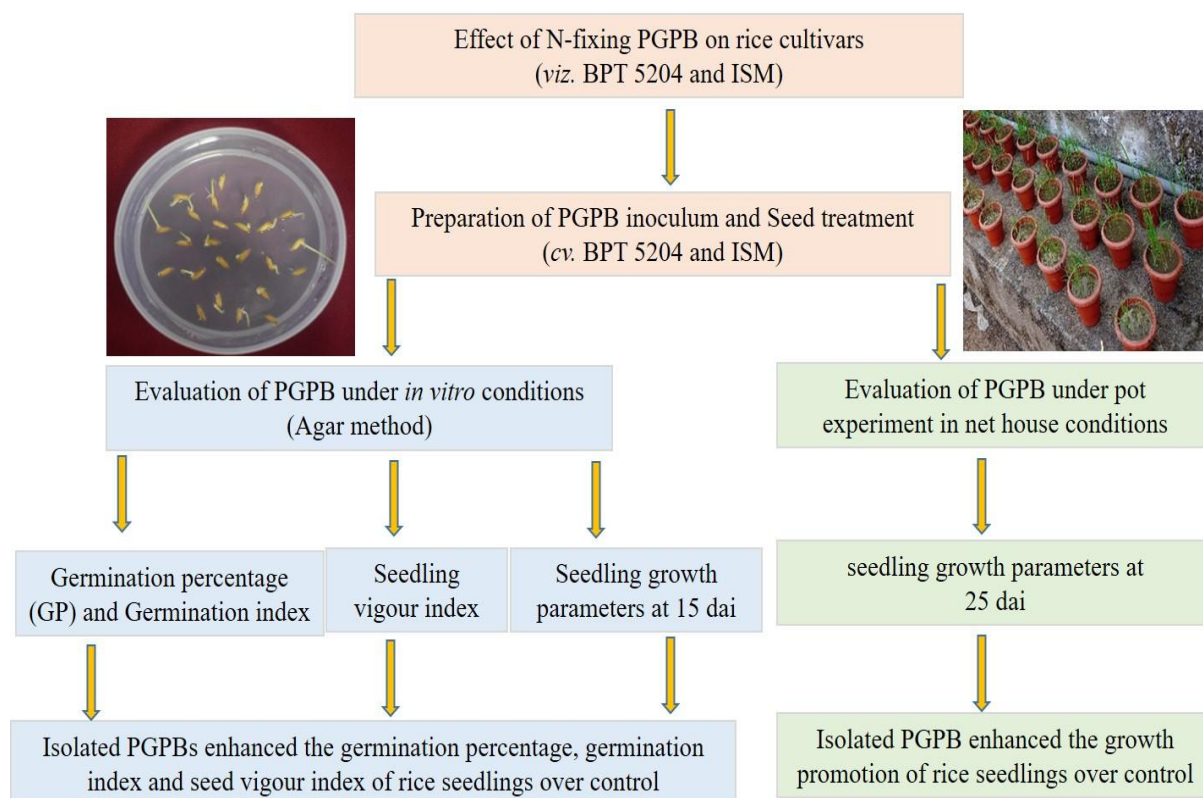 Effect of N-fixing PGPB on rice cultivars
(viz. BPT 5204 and ISM)
Preparation of PGPB inoculum and Seed treatment
(cv. BPT 5204 and ISM)
Evaluation of PGPB under in vitro conditions
(Agar method)
Evaluation of PGPB under pot
experiment in net house conditions
Germination percentage
(GP) and Germination index
Seedling
vigour index
Seedling growth
parameters at 15 dai
seedling growth parameters at
25 dai
Isolated PGPBs enhanced the germination percentage, germination
index and seed vigour index of rice seedlings over control
Isolated PGPB enhanced the growth
promotion of rice seedlings over control